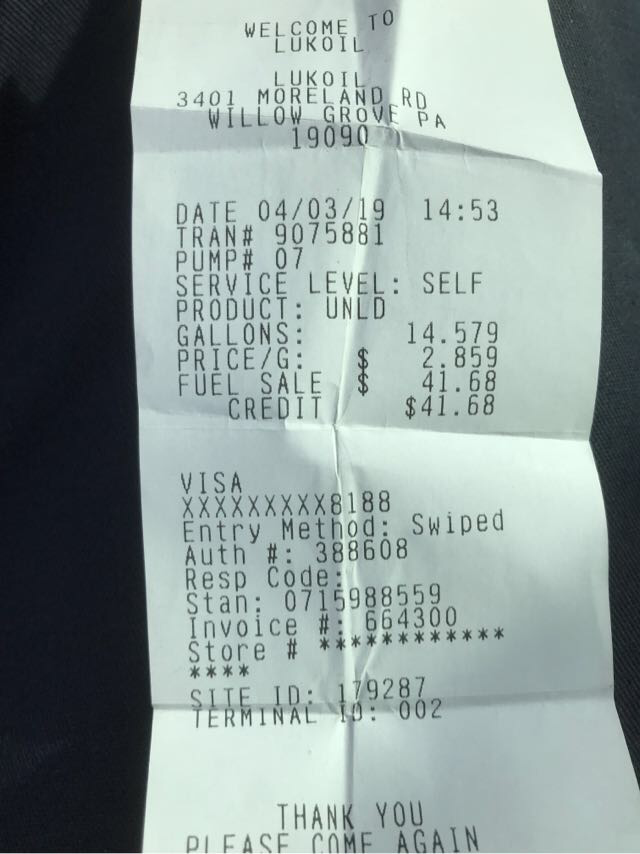 WELCOME TO
LUKOIL
LUKOIL
3401 MORELAND RD
WILLOW GROVE PA
19090
DATE 04/03/19 14:53
TRAN# 9075881
PUMP# 07
SERVICE LEVEL: SELF
PRODUCT: UNLD
GALLONS: 14.579
PRICE/G: $ 2.859
FUEL SALE $ 41.68
CREDIT $41.68
VISA
XXXXXXXXX8188
Entry Method: Swiped
Auth #: 388608
Resp Code:
Stan: 0715988559
Invoice #: 664300
Store # ************
****
SITE ID: 179287
TERMINAL ID: 002
THANK YOU
PLEASE COME AGAIN